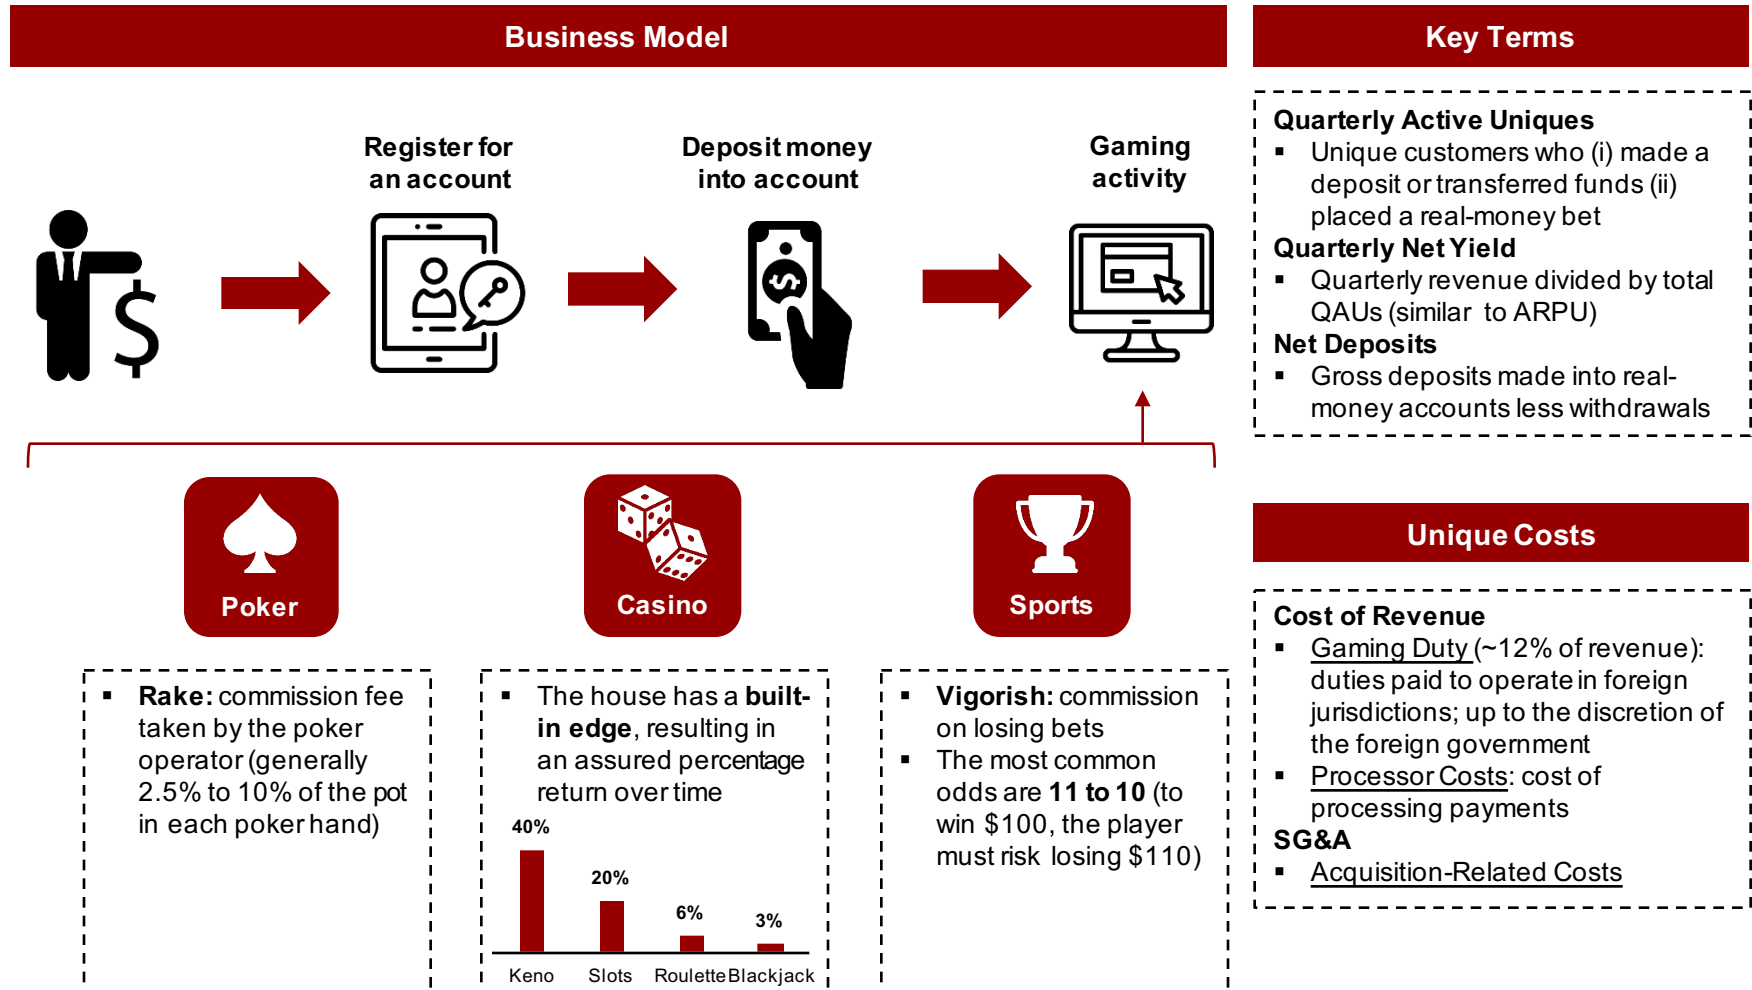 Business Model
Register for
an account
Deposit money
into account
Gaming
activity
Poker
Casino
Sports
▪ Rake: commission fee
taken by the poker
operator (generally
2.5% to 10% of the pot
in each poker hand)
▪ The house has a built-
in edge, resulting in
an assured percentage
return over time
40%
20%
6%
3%
Keno
Slots
Roulette
Blackjack
▪ Vigorish: commission
on losing bets
▪ The most common
odds are 11 to 10 (to
win $100, the player
must risk losing $110)
Key Terms
Quarterly Active Uniques
▪ Unique customers who (i) made a
deposit or transferred funds (ii)
placed a real-money bet
Quarterly Net Yield
▪ Quarterly revenue divided by total
QAUs (similar to ARPU)
Net Deposits
▪ Gross deposits made into real-
money accounts less withdrawals
Unique Costs
Cost of Revenue
▪ Gaming Duty (~12% of revenue):
duties paid to operate in foreign
jurisdictions; up to the discretion of
the foreign government
▪ Processor Costs: cost of
processing payments
SG&A
▪ Acquisition-Related Costs